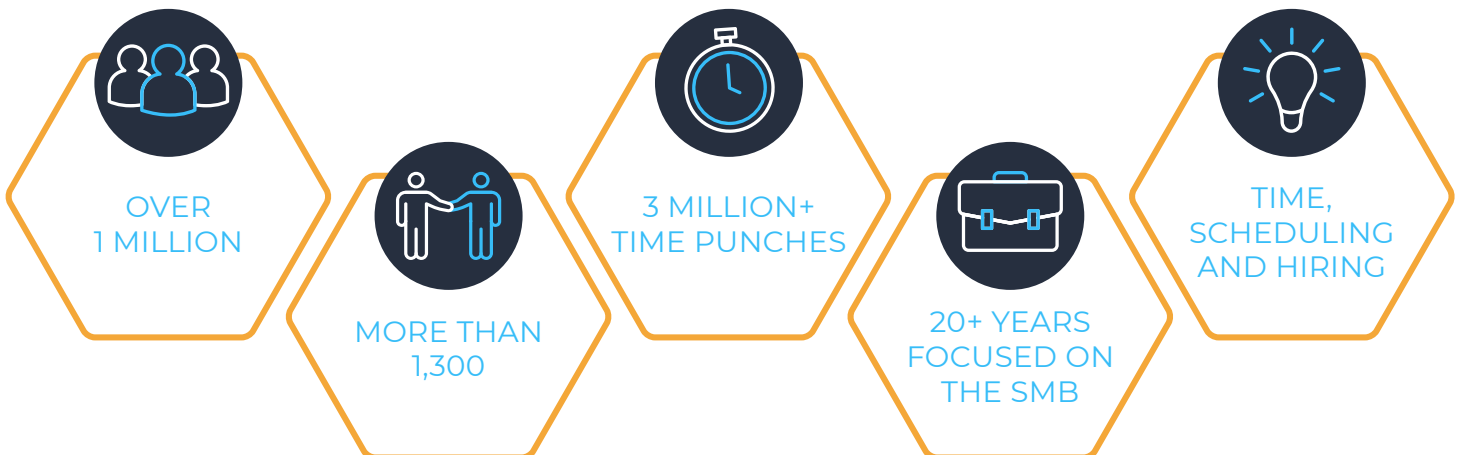 OVER
1 MILLION
MORE THAN
1,300
3 MILLION+
TIME PUNCHES
20+ YEARS
FOCUSED ON
THE SMB
TIME,
SCHEDULING
AND HIRING